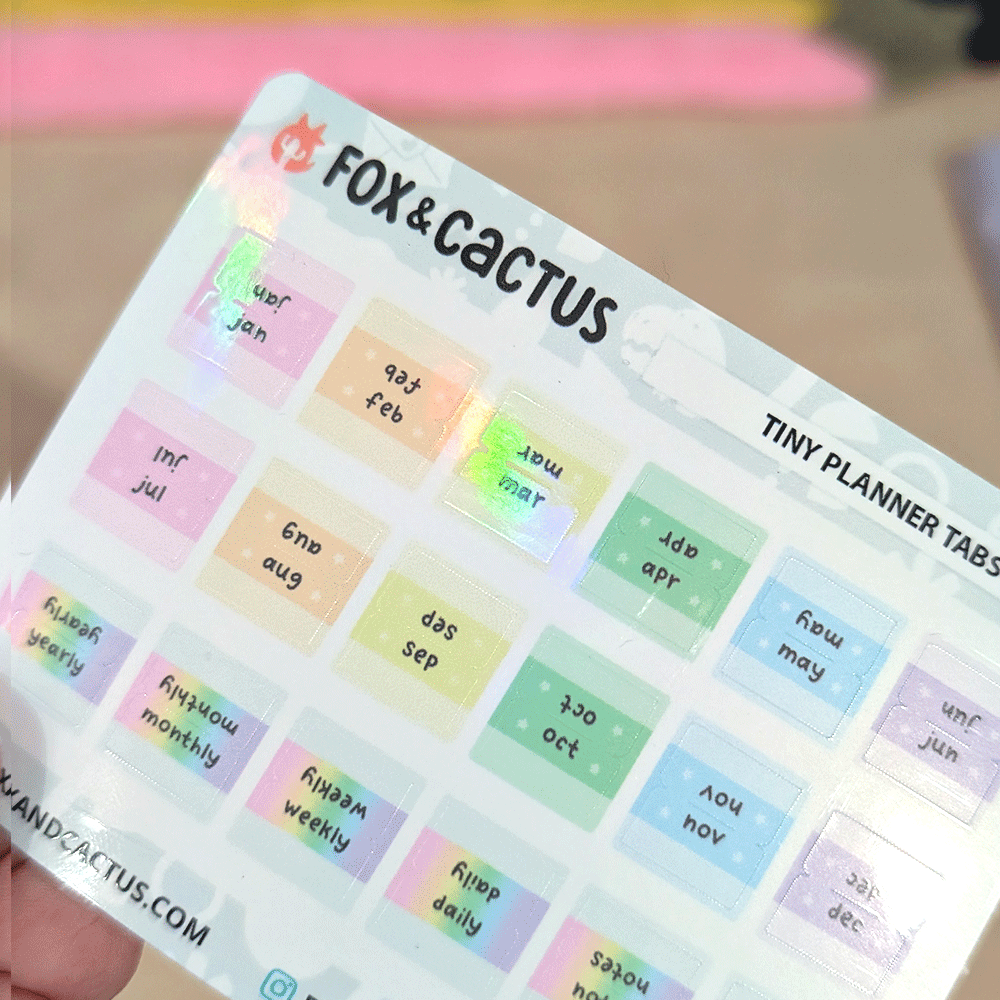 FOX & CACTUS
TINY PLANNER TABS
jan
jan
feb
feb
mar
mar
apr
apr
may
may
jun
jun
jul
jul
aug
aug
sep
sep
oct
oct
nov
nov
dec
dec
yearly
yearly
monthly
monthly
weekly
weekly
daily
daily
notes
XANDCACTUS.COM